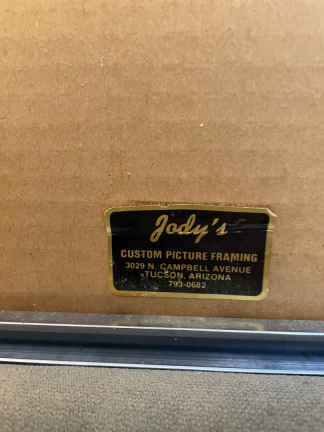 Jody's
CUSTOM PICTURE FRAMING
3029 N. CAMPBELL AVENUE
TUCSON, ARIZONA
793-0682